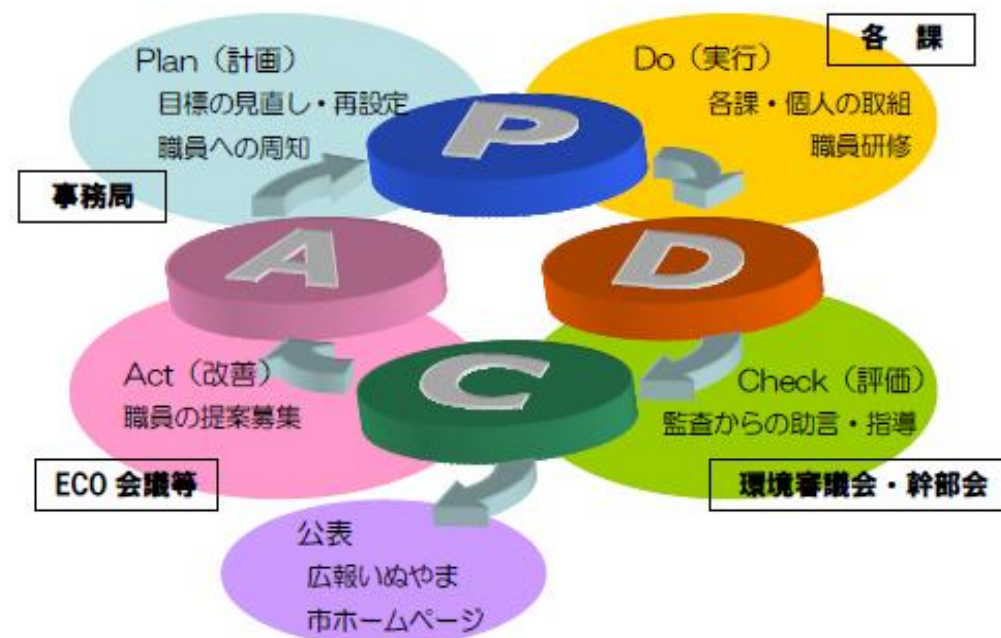 Plan（計画）
目標の見直し・再設定
職員への周知
事務局
P
各　課
Do（実行）
各課・個人の取組
職員研修
D
Check（評価）
監査からの助言・指導
環境審議会・幹部会
C
Act（改善）
職員の提案募集
ECO 会議等
A
公表
広報いぬやま
市ホームページ